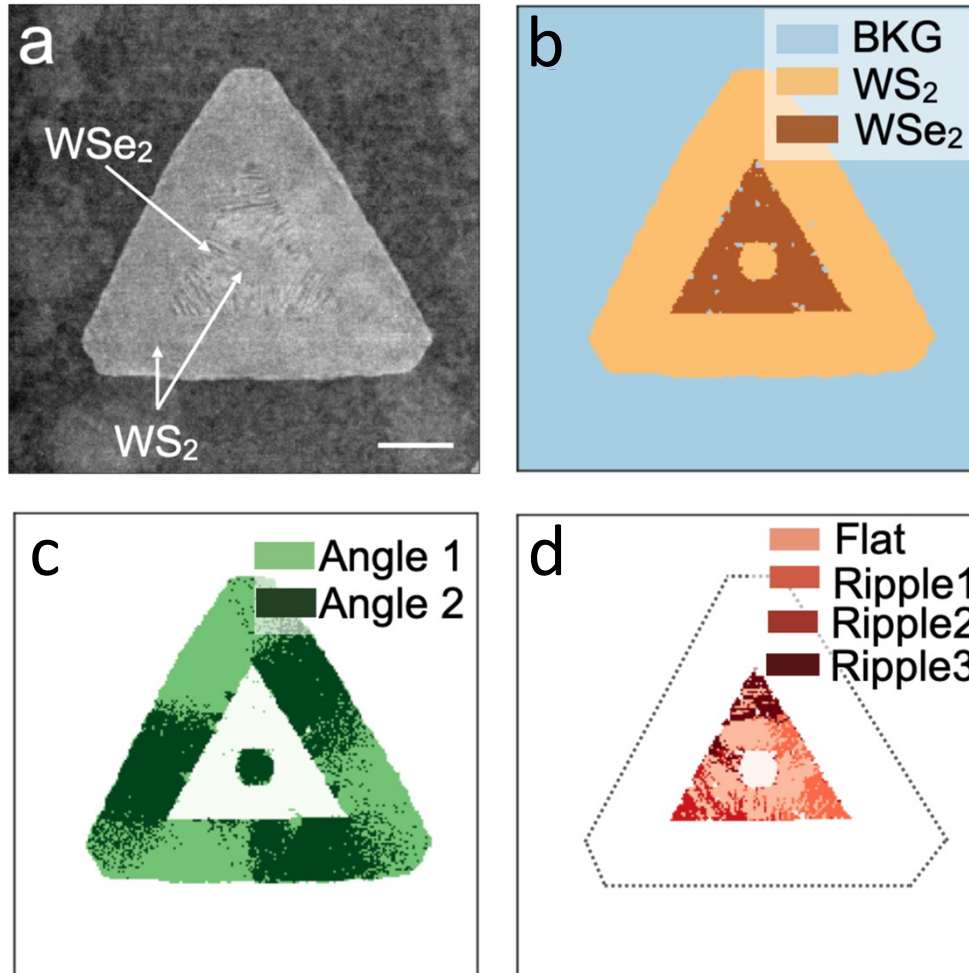 a
WSe₂
WS₂
b
BKG
WS₂
WSe₂
c
Angle 1
Angle 2
d
Flat
Ripple1
Ripple2
Ripple3